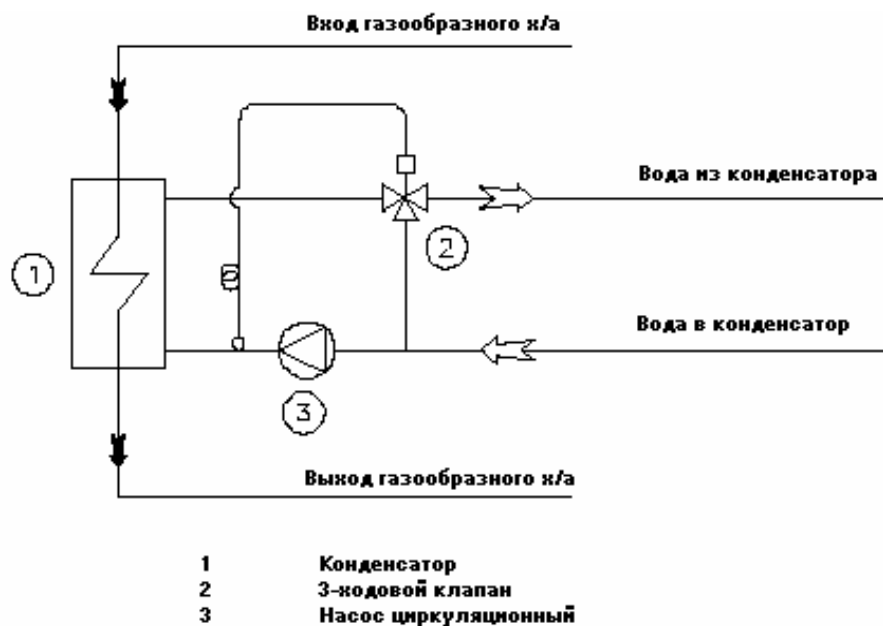 Вход газообразного х/а
Вода из конденсатора
2
1
Вода в конденсатор
3
Выход газообразного х/а
1 Конденсатор
2 3-ходовой клапан
3 Насос циркуляционный